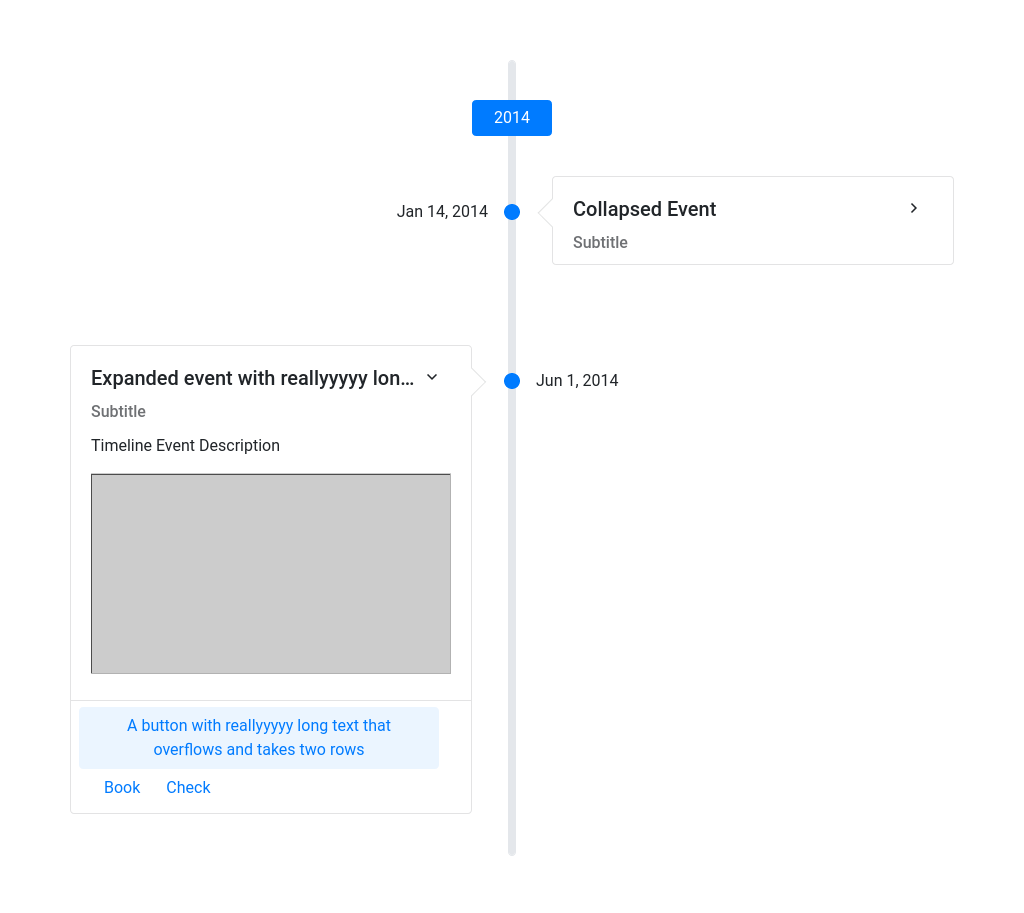 2014
Jan 14, 2014
Collapsed Event
Subtitle
Expanded event with reallyyyyy lon...
Jun 1, 2014
Subtitle
Timeline Event Description
A button with reallyyyyy long text that
overflows and takes two rows
Book Check